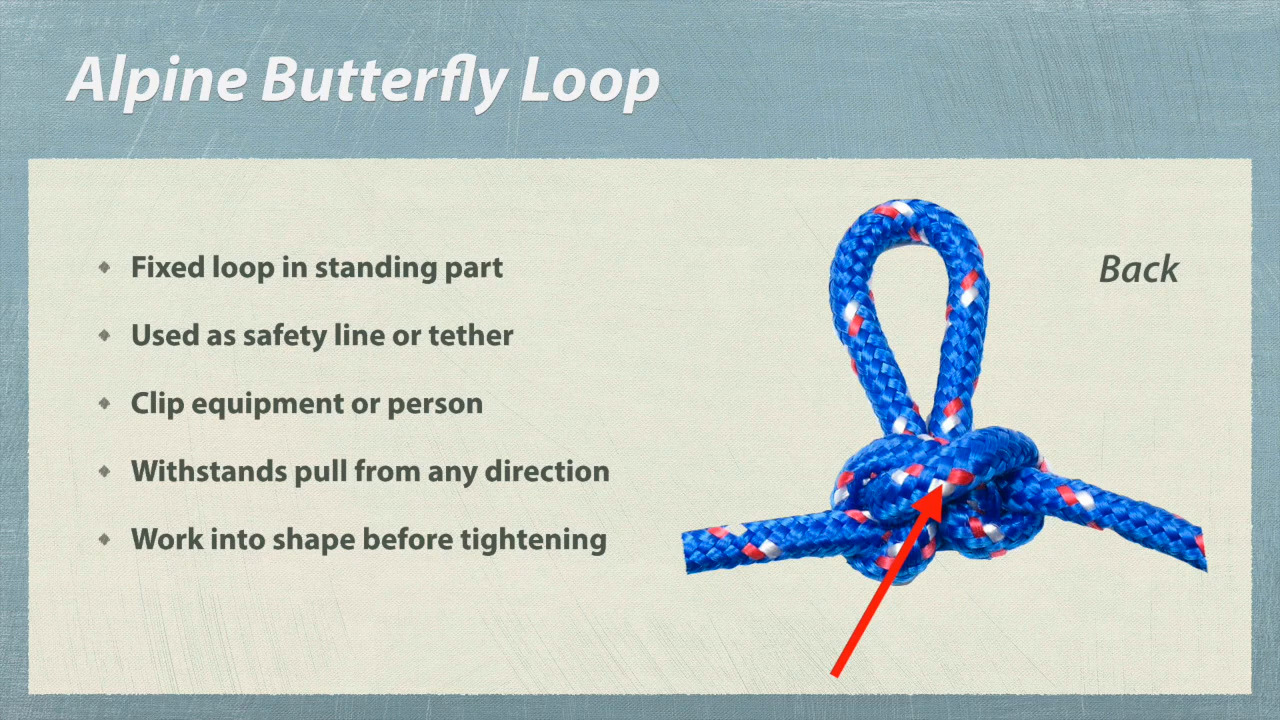 Alpine Butterfly Loop
Fixed loop in standing part
Back
Used as safety line or tether
Clip equipment or person
Withstands pull from any direction
Work into shape before tightening